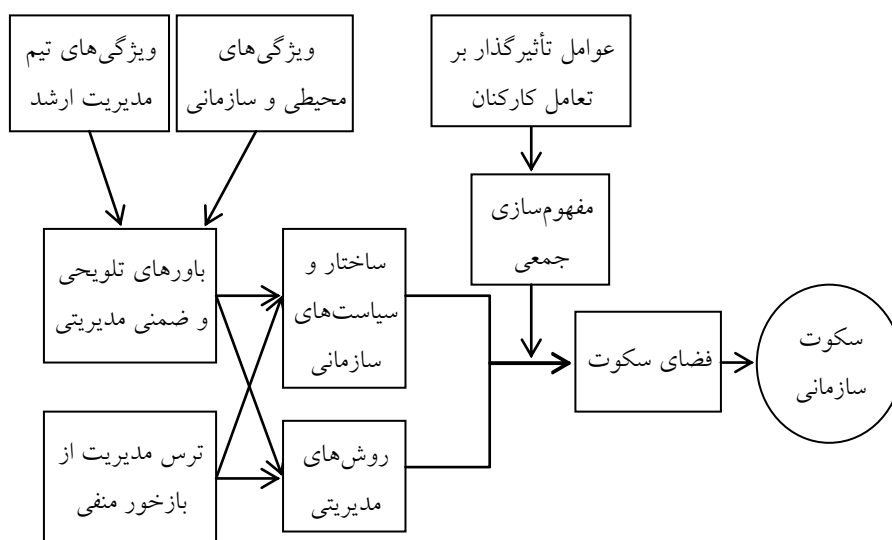 ویژگی‌های تیم
مدیریت ارشد
ویژگی‌های
محیطی و سازمانی
عوامل تأثیرگذار بر
تعامل کارکنان
مفهوم‌سازی
جمعی
باورهای تلویحی
و ضمنی مدیریتی
ساختار و
سیاست‌های
سازمانی
فضای سکوت
سکوت
سازمانی
ترس مدیریت از
بازخور منفی
روش‌های
مدیریتی